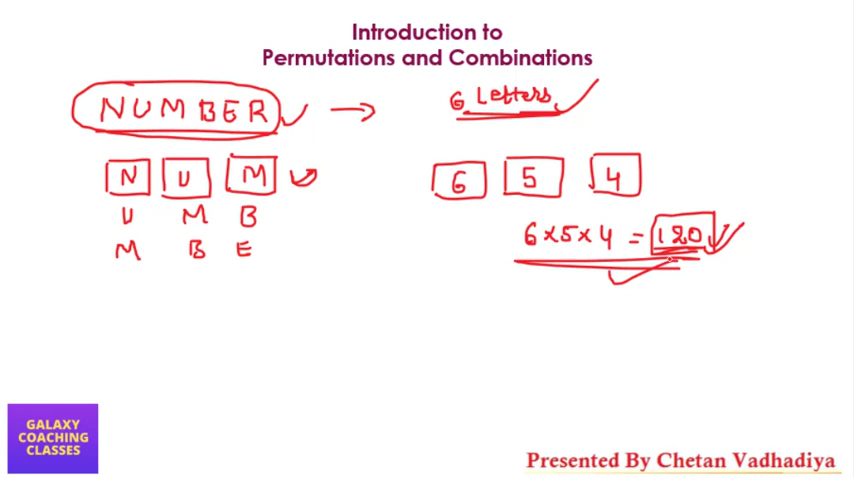 Introduction to
Permutations and Combinations
NUMBER
6 Letters
N U M
6 5 4
U M B
6×5×4 = 120
M B E
GALAXY
COACHING
CLASSES
Presented By Chetan Vadhadiya